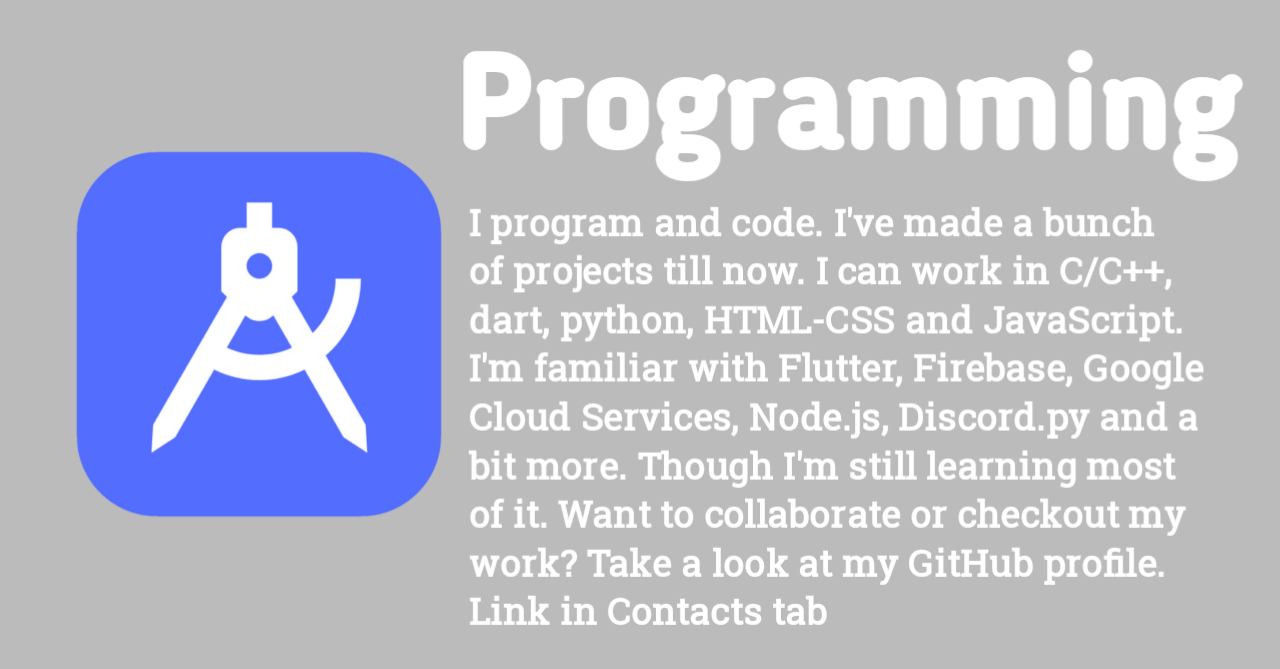 Programming
I program and code. I've made a bunch
of projects till now. I can work in C/C++,
dart, python, HTML-CSS and JavaScript.
I'm familiar with Flutter, Firebase, Google
Cloud Services, Node.js, Discord.py and a
bit more. Though I'm still learning most
of it. Want to collaborate or checkout my
work? Take a look at my GitHub profile.
Link in Contacts tab